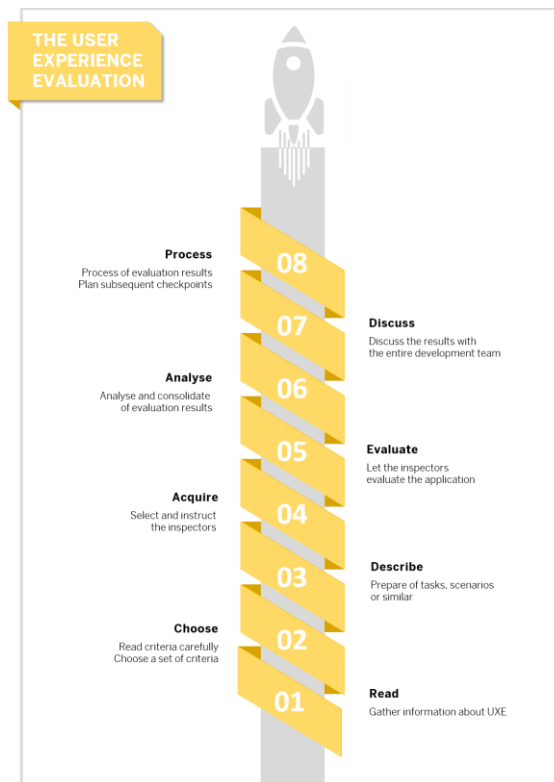 THE USER
EXPERIENCE
EVALUATION
08
Process
Process of evaluation results
Plan subsequent checkpoints
07
Discuss
Discuss the results with
the entire development team
06
Analyse
Analyse and consolidate
of evaluation results
05
Evaluate
Let the inspectors
evaluate the application
04
Acquire
Select and instruct
the inspectors
03
Describe
Prepare of tasks, scenarios
or similar
02
Choose
Read criteria carefully
Choose a set of criteria
01
Read
Gather information about UXE